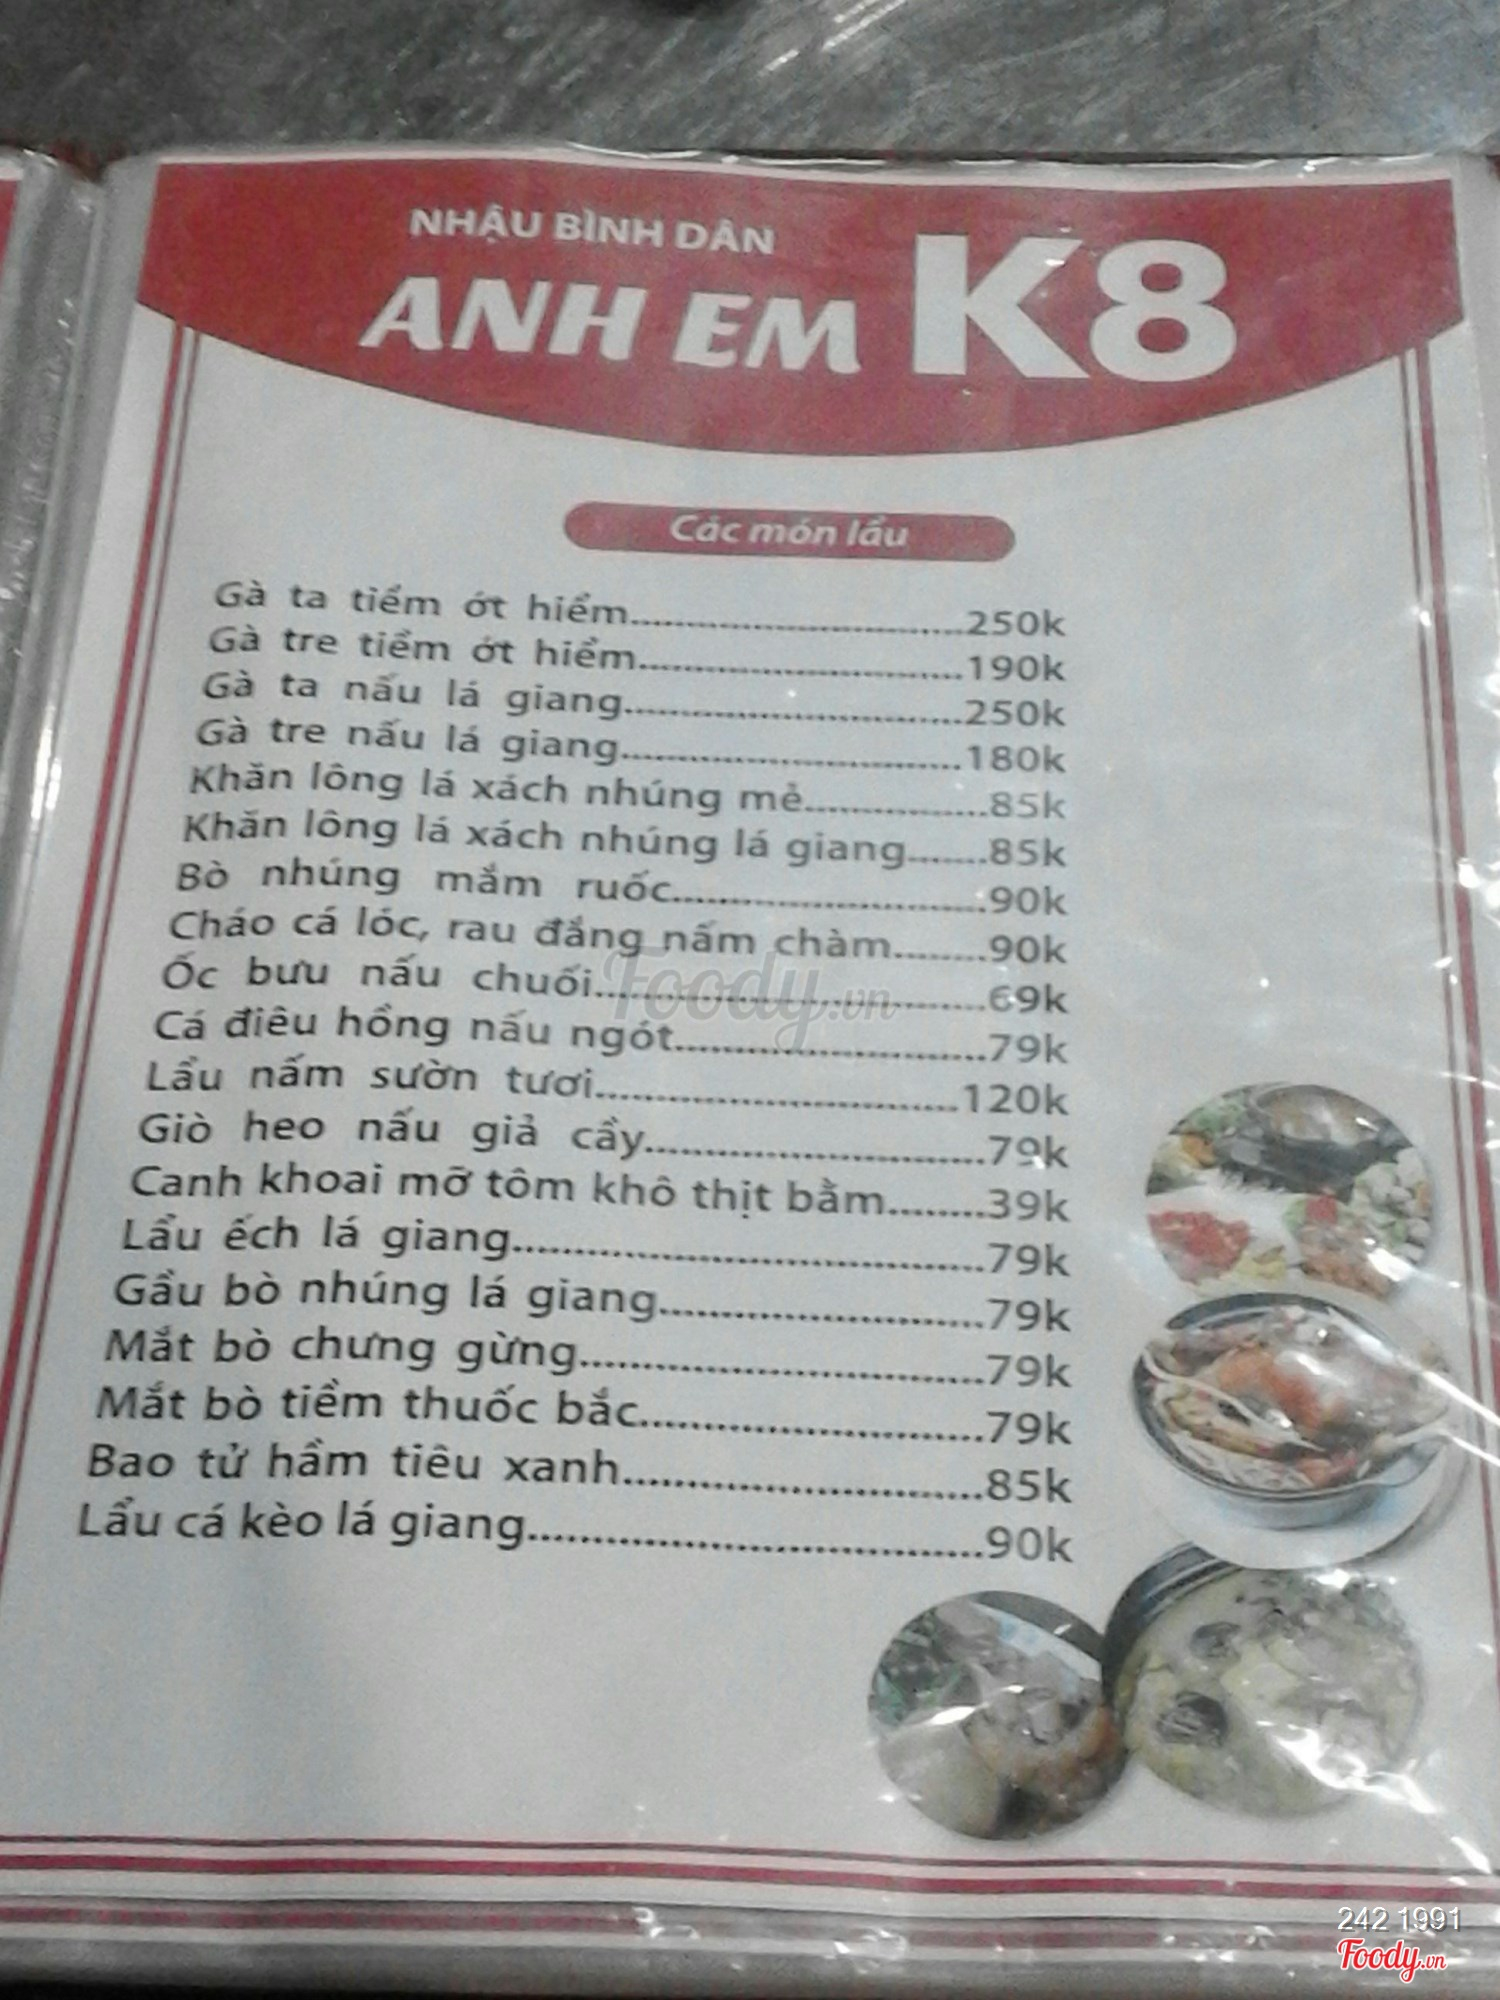 NHẬU BÌNH DÂN
ANH EM K8
Các món lẩu
Gà ta tiềm ớt hiểm..............................250k
Gà tre tiềm ớt hiểm.............................190k
Gà ta nấu lá giang..............................250k
Gà tre nấu lá giang.............................180k
Khăn lông lá xách nhúng mẻ................85k
Khăn lông lá xách nhúng lá giang.......85k
Bò nhúng mắm ruốc............................90k
Cháo cá lóc, rau đắng nấm chàm........90k
Ốc bưu nấu chuối..................................69k
Cá điêu hồng nấu ngót..........................79k
Lẩu nấm sườn tươi...............................120k
Giò heo nấu giả cầy.............................79k
Canh khoai mỡ tôm khô thịt bằm........39k
Lẩu ếch lá giang.......................................79k
Gầu bò nhúng lá giang...........................79k
Mắt bò chưng gừng.................................79k
Mắt bò tiềm thuốc bắc............................79k
Bao tử hầm tiêu xanh..............................85k
Lẩu cá kèo lá giang......................................90k
Foody.vn
242 1991
Foody.vn